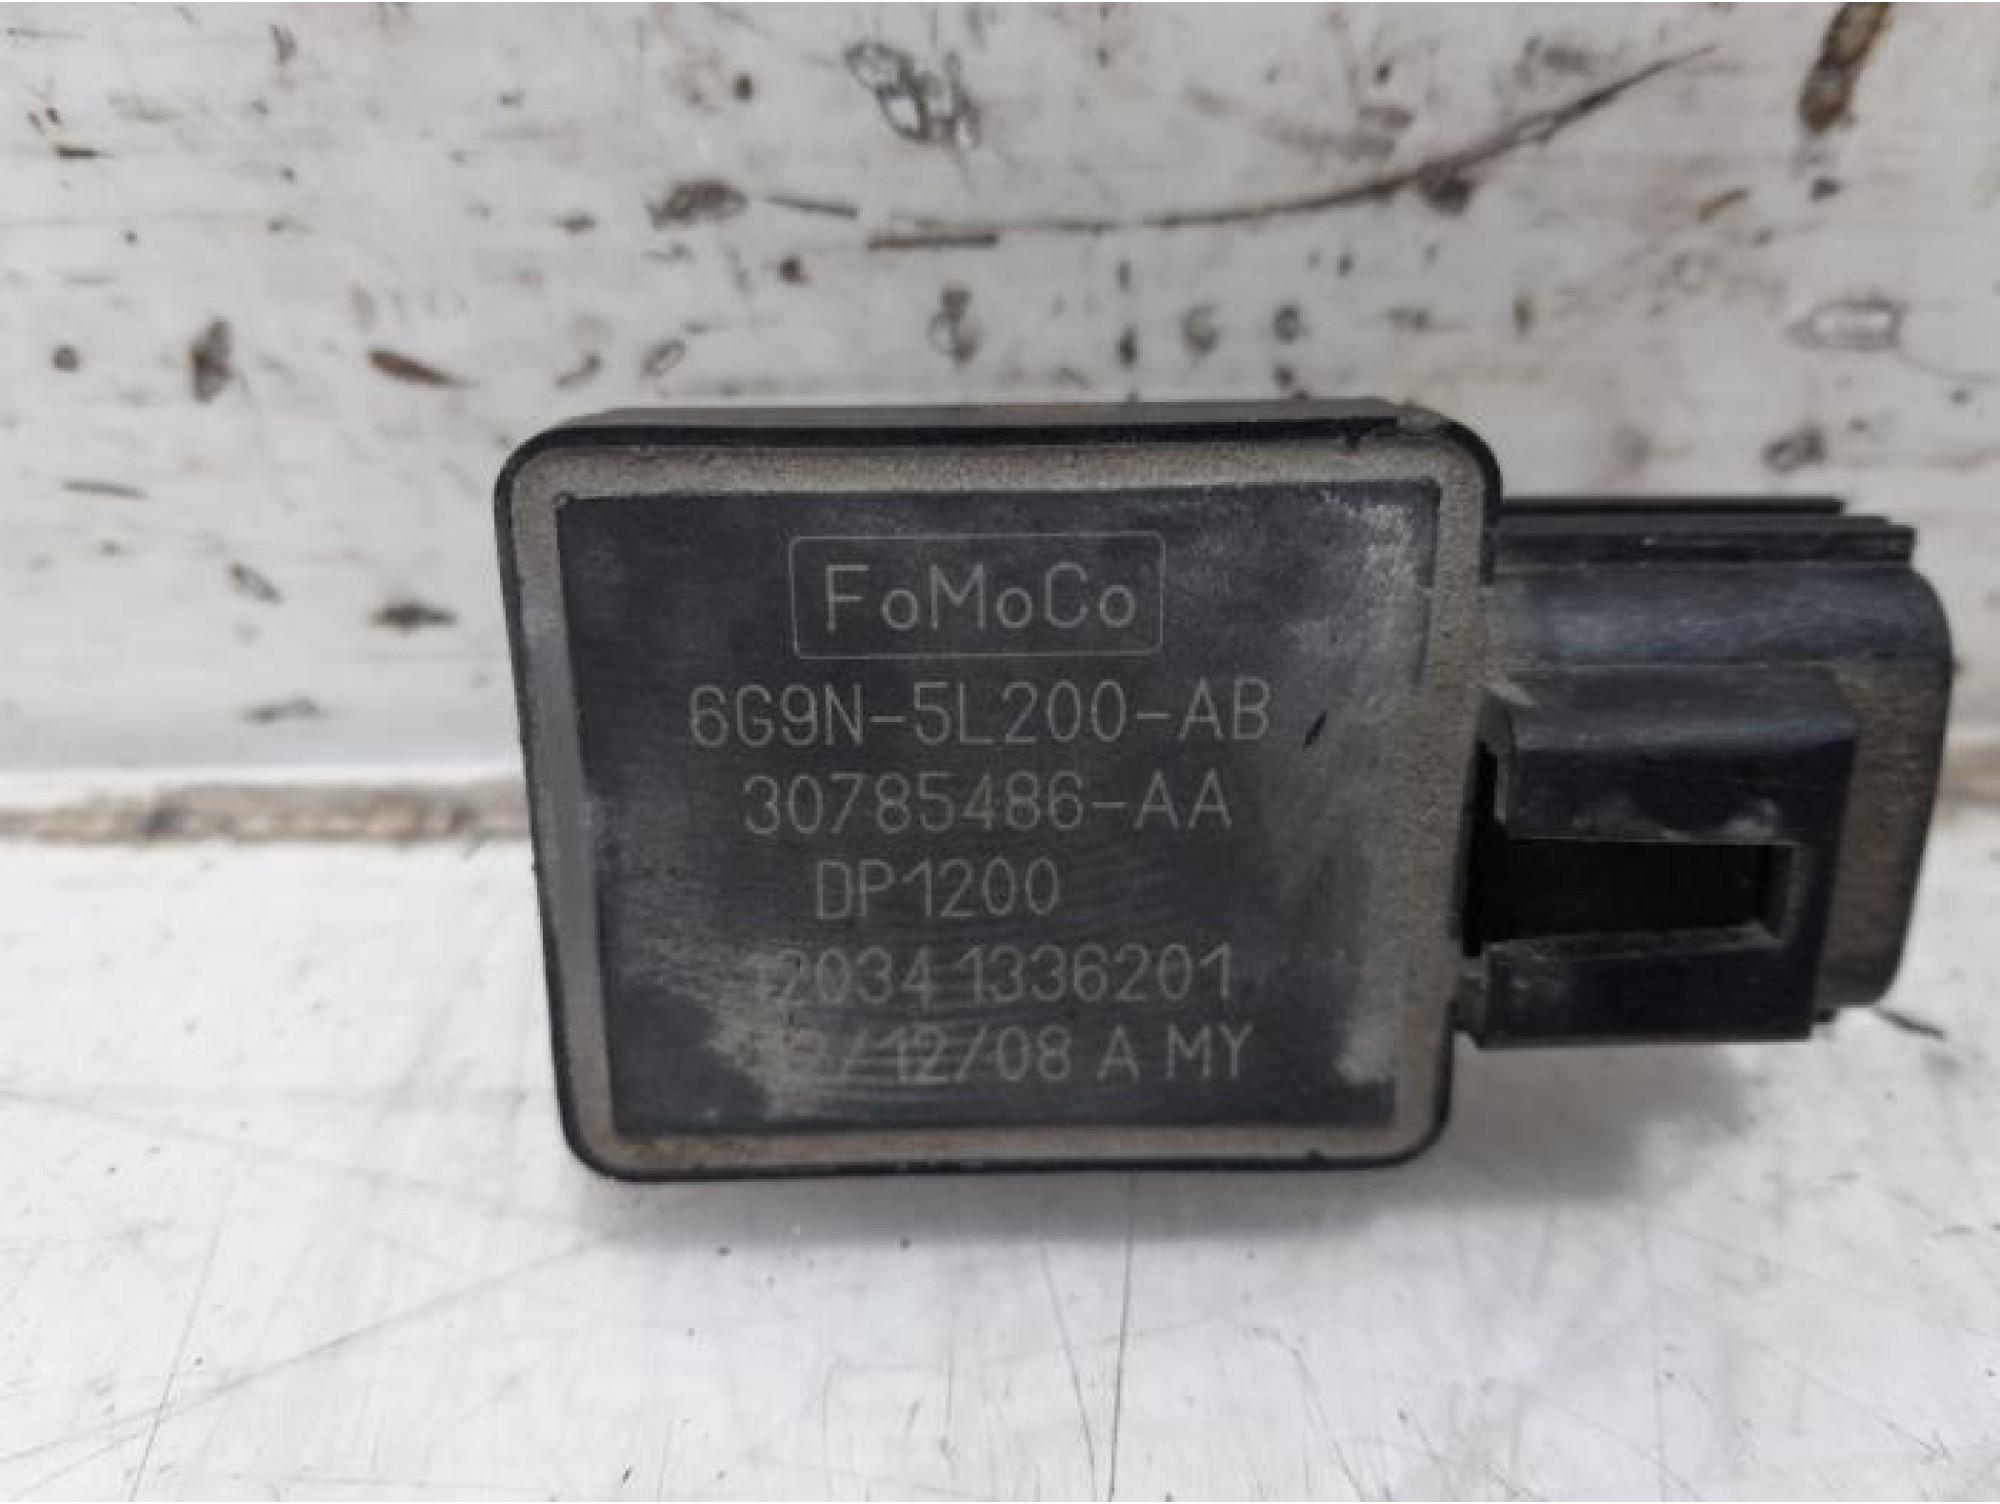 FoMoCo
6G9N-5L200-AB
30785486-AA
DP1200
12034 1336201
/12/08 A MY